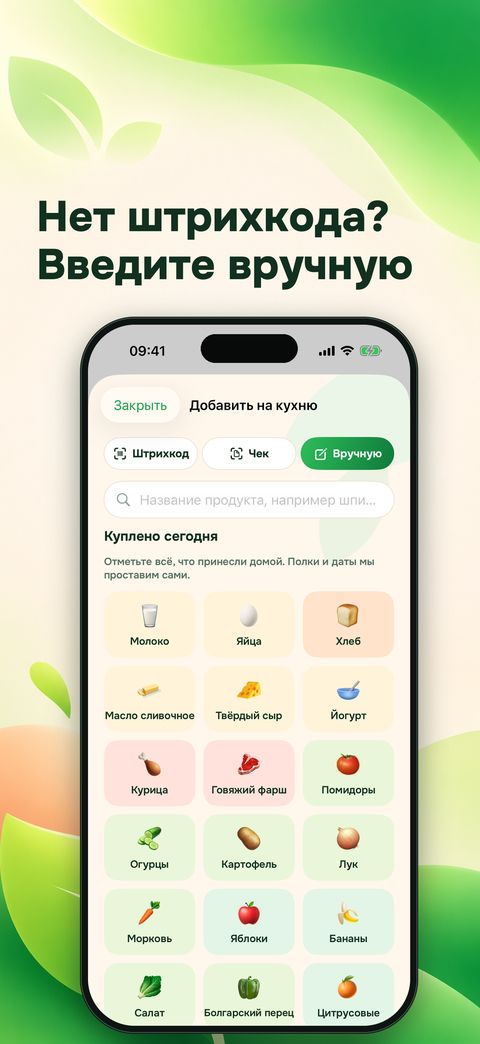 Нет штрихкода?
Введите вручную
09:41
Закрыть
Добавить на кухню
Штрихкод
Чек
Вручную
Название продукта, например шпи...
Куплено сегодня
Отметьте всё, что принесли домой. Полки и даты мы
проставим сами.
Молоко
Яйца
Хлеб
Масло сливочное
Твёрдый сыр
Йогурт
Курица
Говяжий фарш
Помидоры
Огурцы
Картофель
Лук
Морковь
Яблоки
Бананы
Салат
Болгарский перец
Цитрусовые